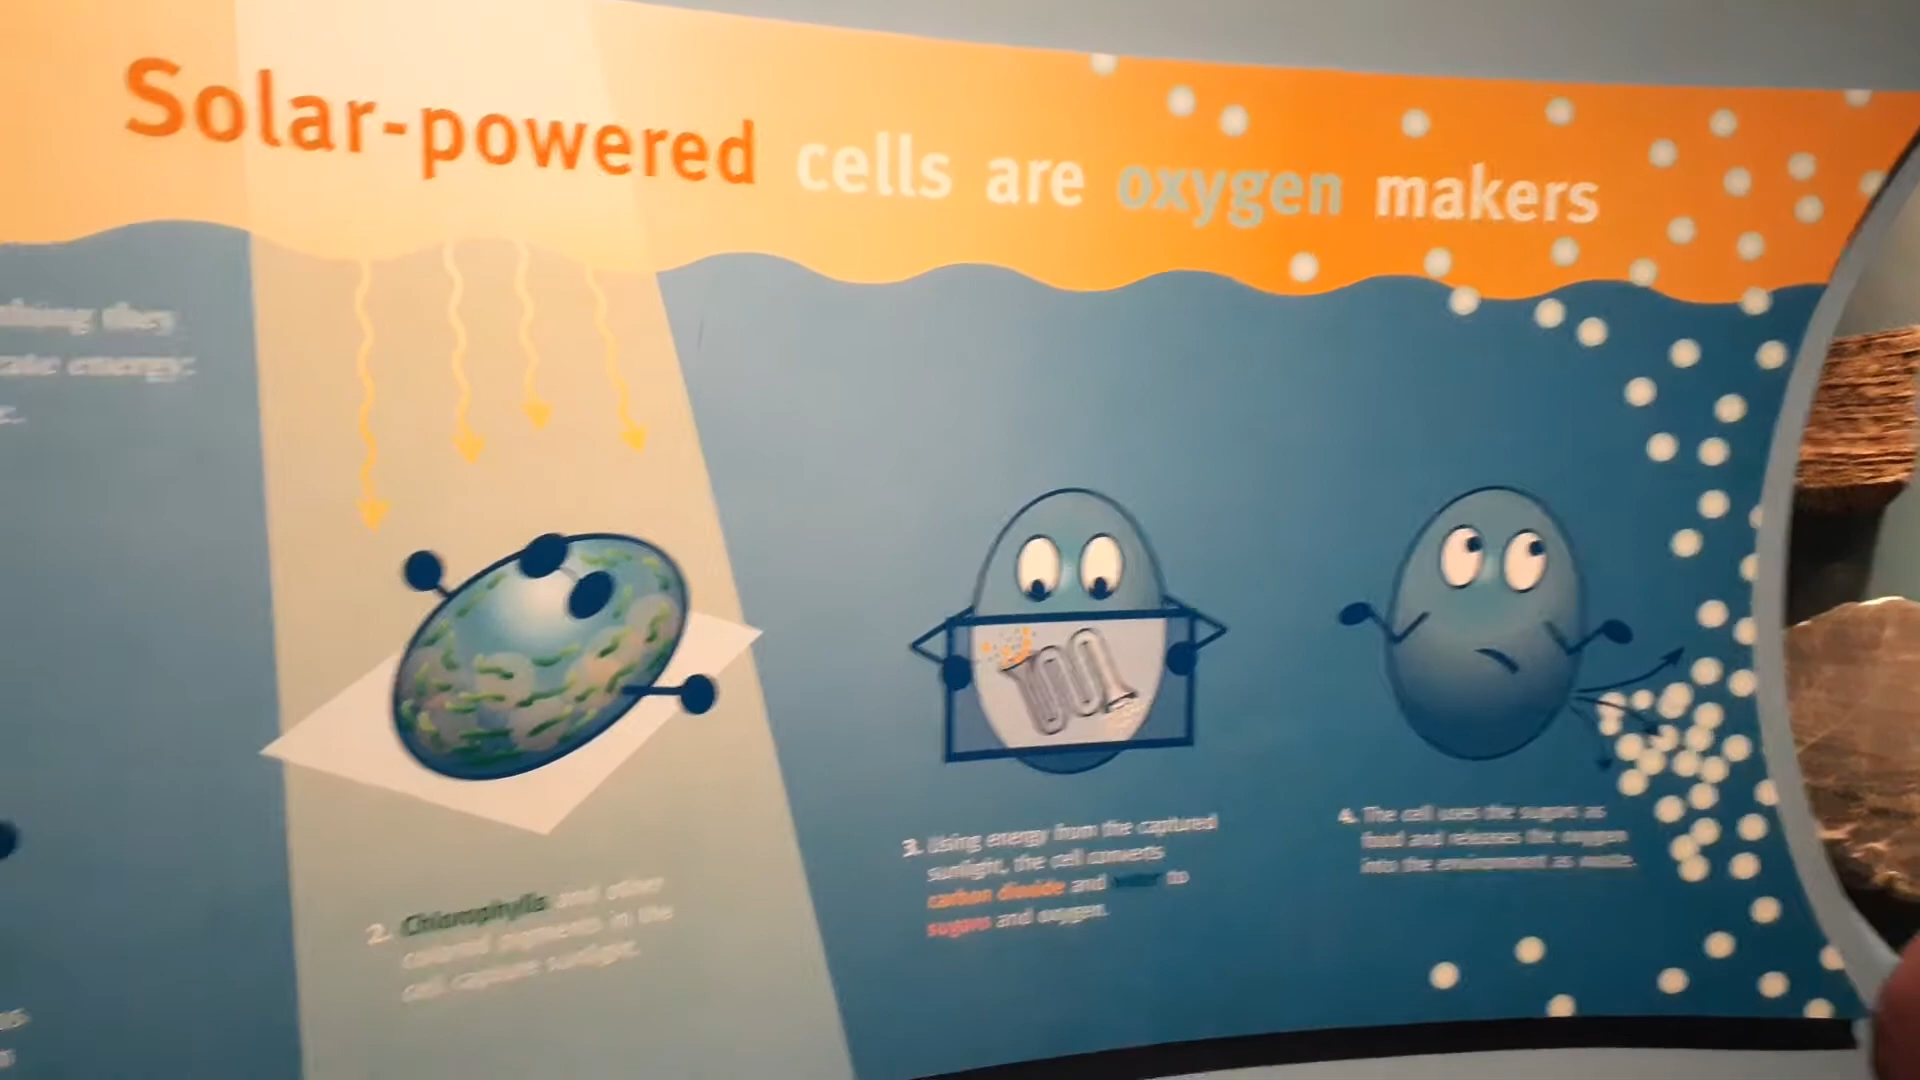 Solar-powered cells are oxygen makers
energy.
2. Chlorophylls and other
colored pigments in the
cell capture sunlight.
3. Using energy from the captured
sunlight, the cell converts
carbon dioxide and water to
sugars and oxygen.
4. The cell uses the sugars as
food and releases the oxygen
into the environment as waste.